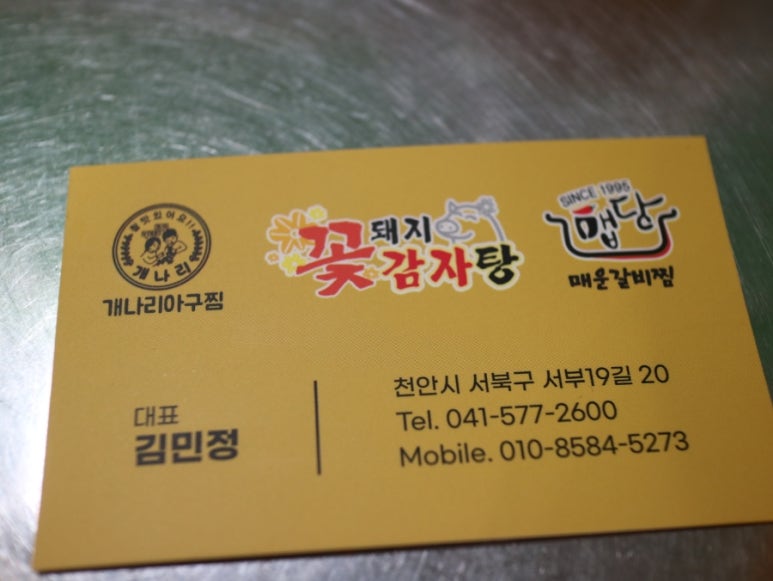 참맛있어요!!
개나리
개나리아구찜
꽃돼지
감자탕
SINCE 1995
맵당
매운갈비찜
대표
김민정
천안시 서북구 서부19길 20
Tel. 041-577-2600
Mobile. 010-8584-5273